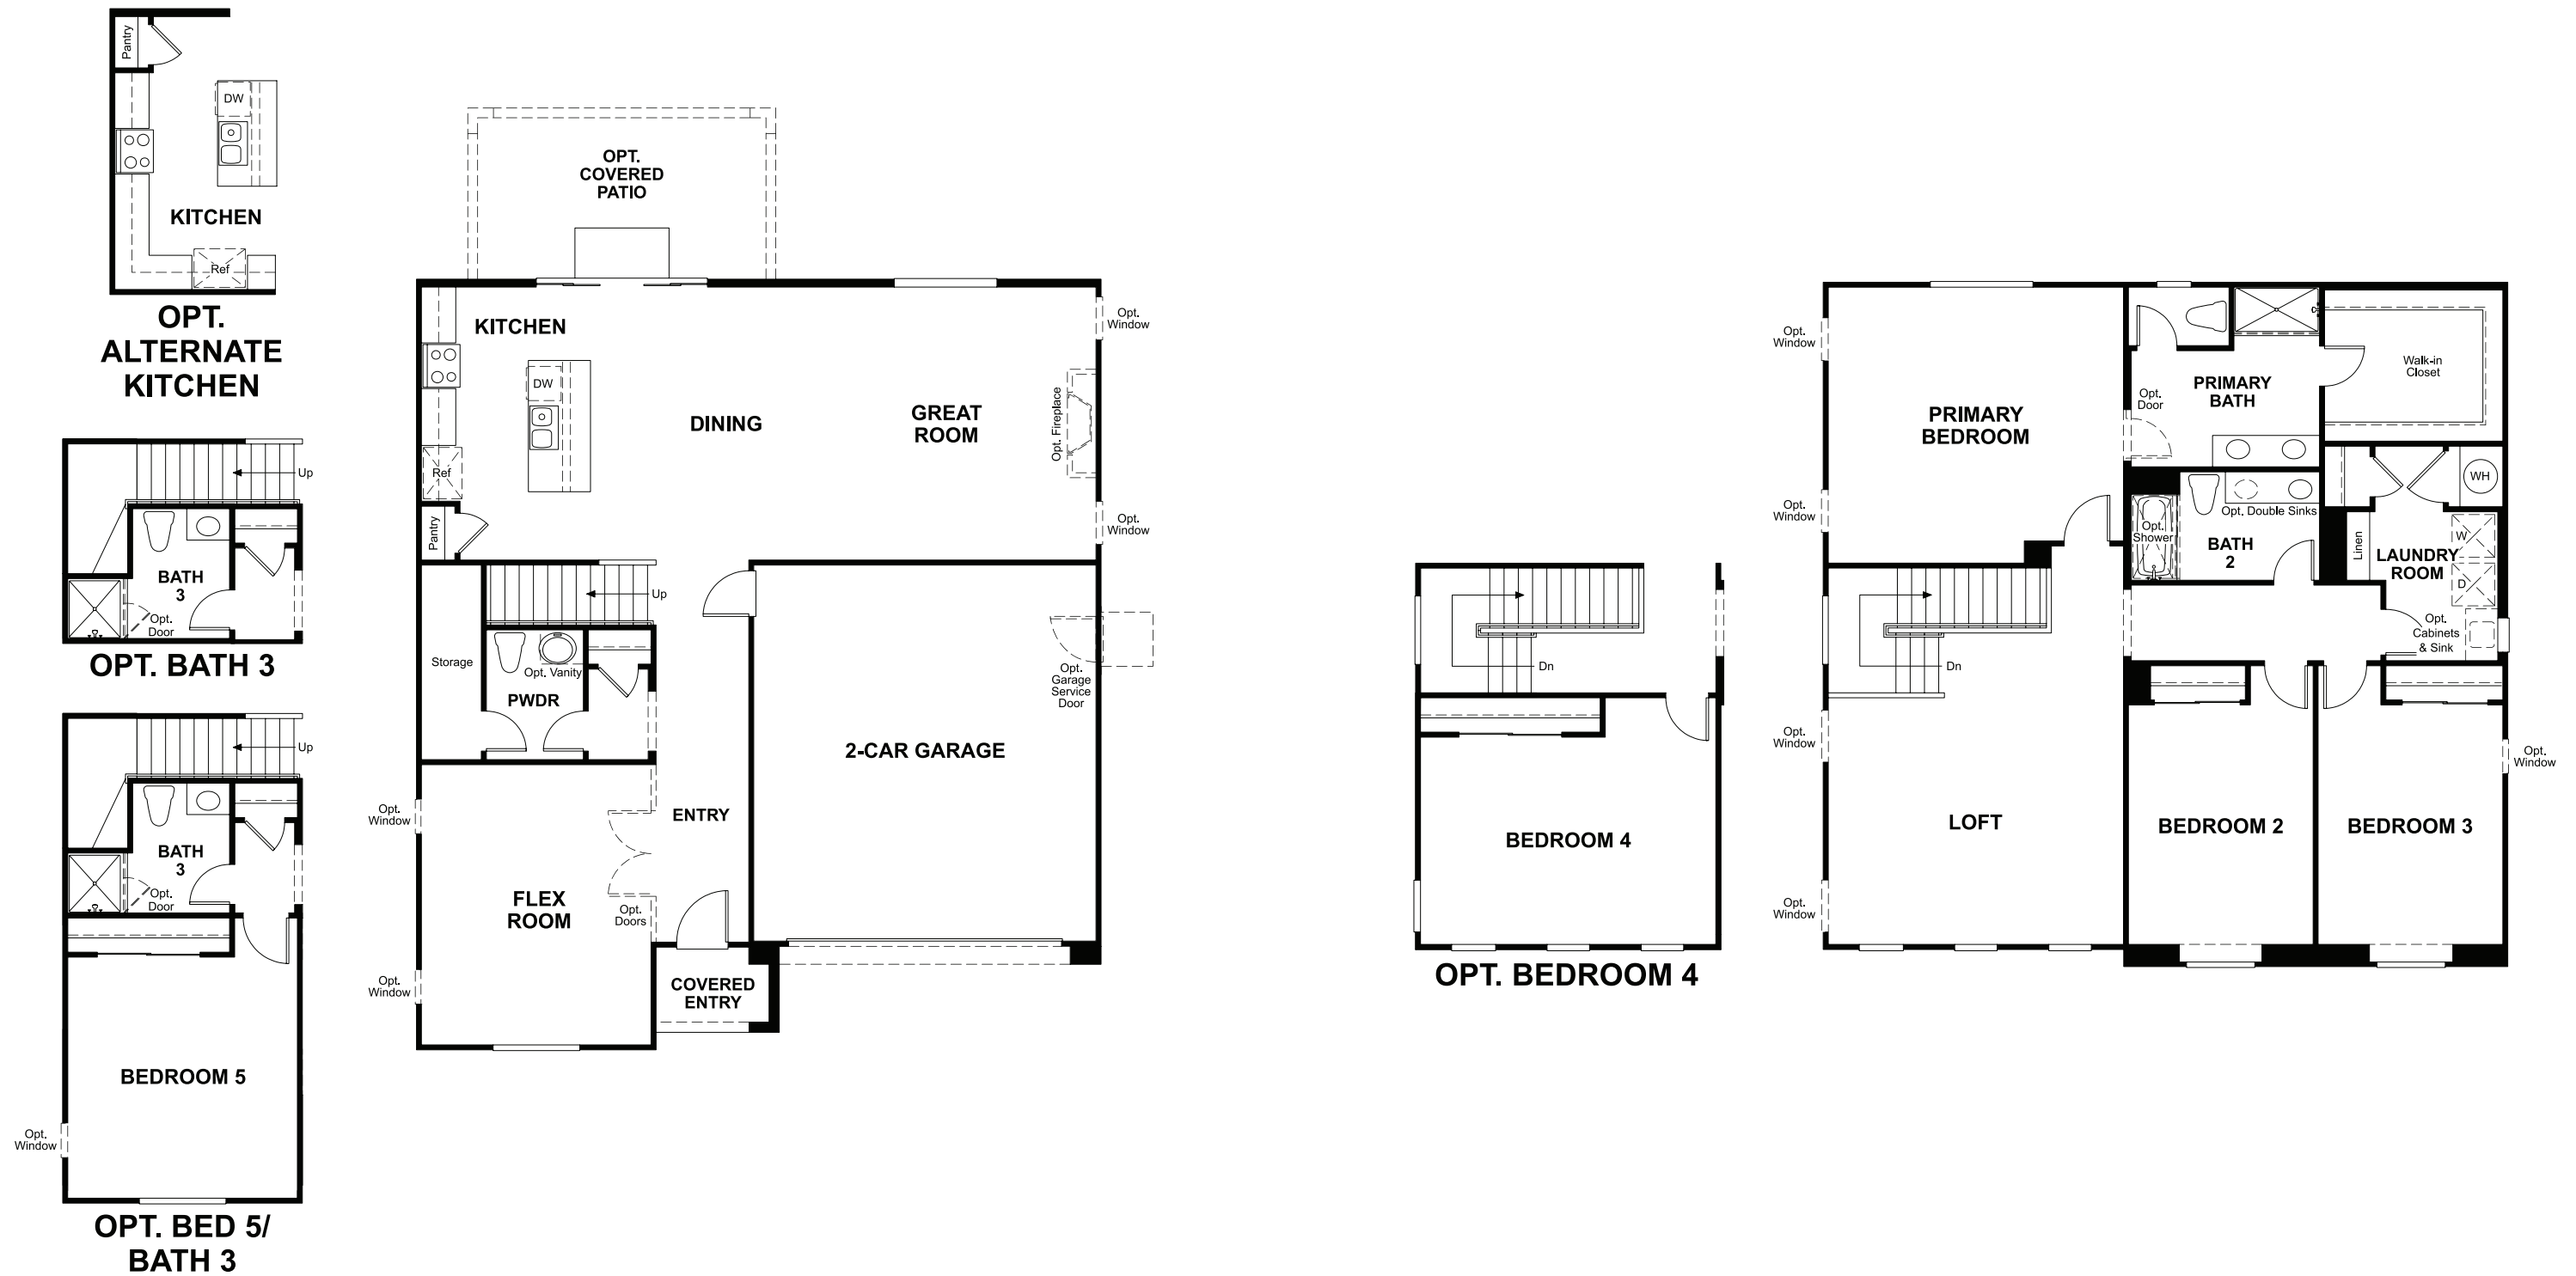 Pantry
DW
KITCHEN
Ref
OPT.
ALTERNATE
KITCHEN
Up
BATH
3
Opt.
Door
OPT. BATH 3
Up
BATH
3
Opt.
Door
BEDROOM 5
Opt.
Window
OPT. BED 5/
BATH 3
OPT.
COVERED
PATIO
KITCHEN
Opt.
Window
DW
DINING
GREAT
ROOM
Opt. Fireplace
Ref
Pantry
Opt.
Window
Up
Storage
Opt. Vanity
PWDR
Opt.
Garage
Service
Door
2-CAR GARAGE
Opt.
Window
ENTRY
FLEX
ROOM
Opt.
Doors
Opt.
Window
COVERED
ENTRY
Dn
BEDROOM 4
OPT. BEDROOM 4
Opt.
Window
Walk-in
Closet
PRIMARY
BATH
Opt.
Door
PRIMARY
BEDROOM
WH
Opt.
Window
Opt. Double Sinks
Opt.
Shower
BATH
2
Linen
W
LAUNDRY
ROOM
D
Opt.
Cabinets
& Sink
Dn
Opt.
Window
Opt.
Window
LOFT
BEDROOM 2
BEDROOM 3
Opt.
Window